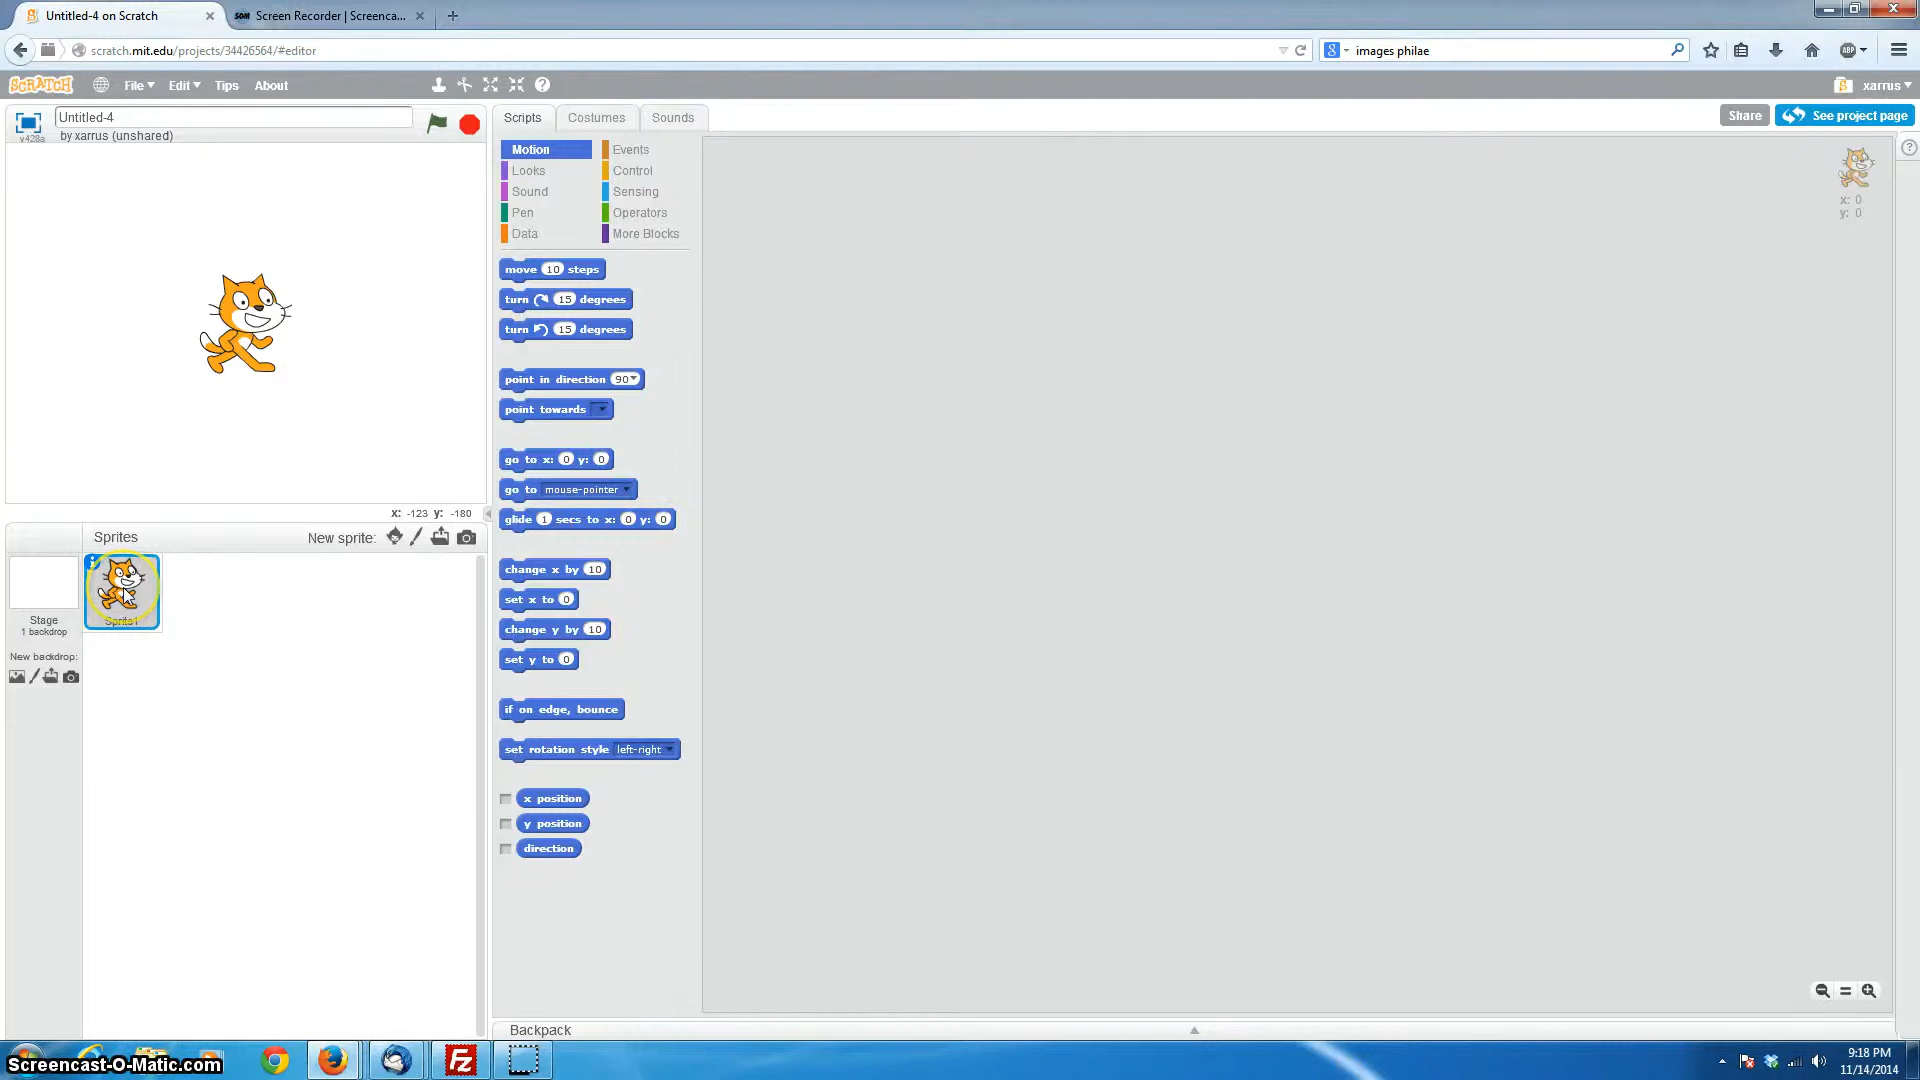 Untitled-4 on Scratch
SOM Screen Recorder | Screenca...
scratch.mit.edu/projects/34426564/#editor
images philae
ABP
SCRATCH File Edit Tips About xarrus
Untitled-4
by xarrus (unshared)
v428a
Scripts Costumes Sounds
Share See project page
Motion Events
Looks Control
Sound Sensing
Pen Operators
Data More Blocks
x: 0
y: 0
move 10 steps
turn 15 degrees
turn 15 degrees
point in direction 90
point towards
go to x: 0 y: 0
go to mouse-pointer
glide 1 secs to x: 0 y: 0
change x by 10
set x to 0
change y by 10
set y to 0
if on edge, bounce
set rotation style left-right
x position
y position
direction
x: -123 y: -180
Sprites New sprite:
Sprite1
Stage
1 backdrop
New backdrop:
Backpack
Screencast-O-Matic.com
FZ
9:18 PM
11/14/2014